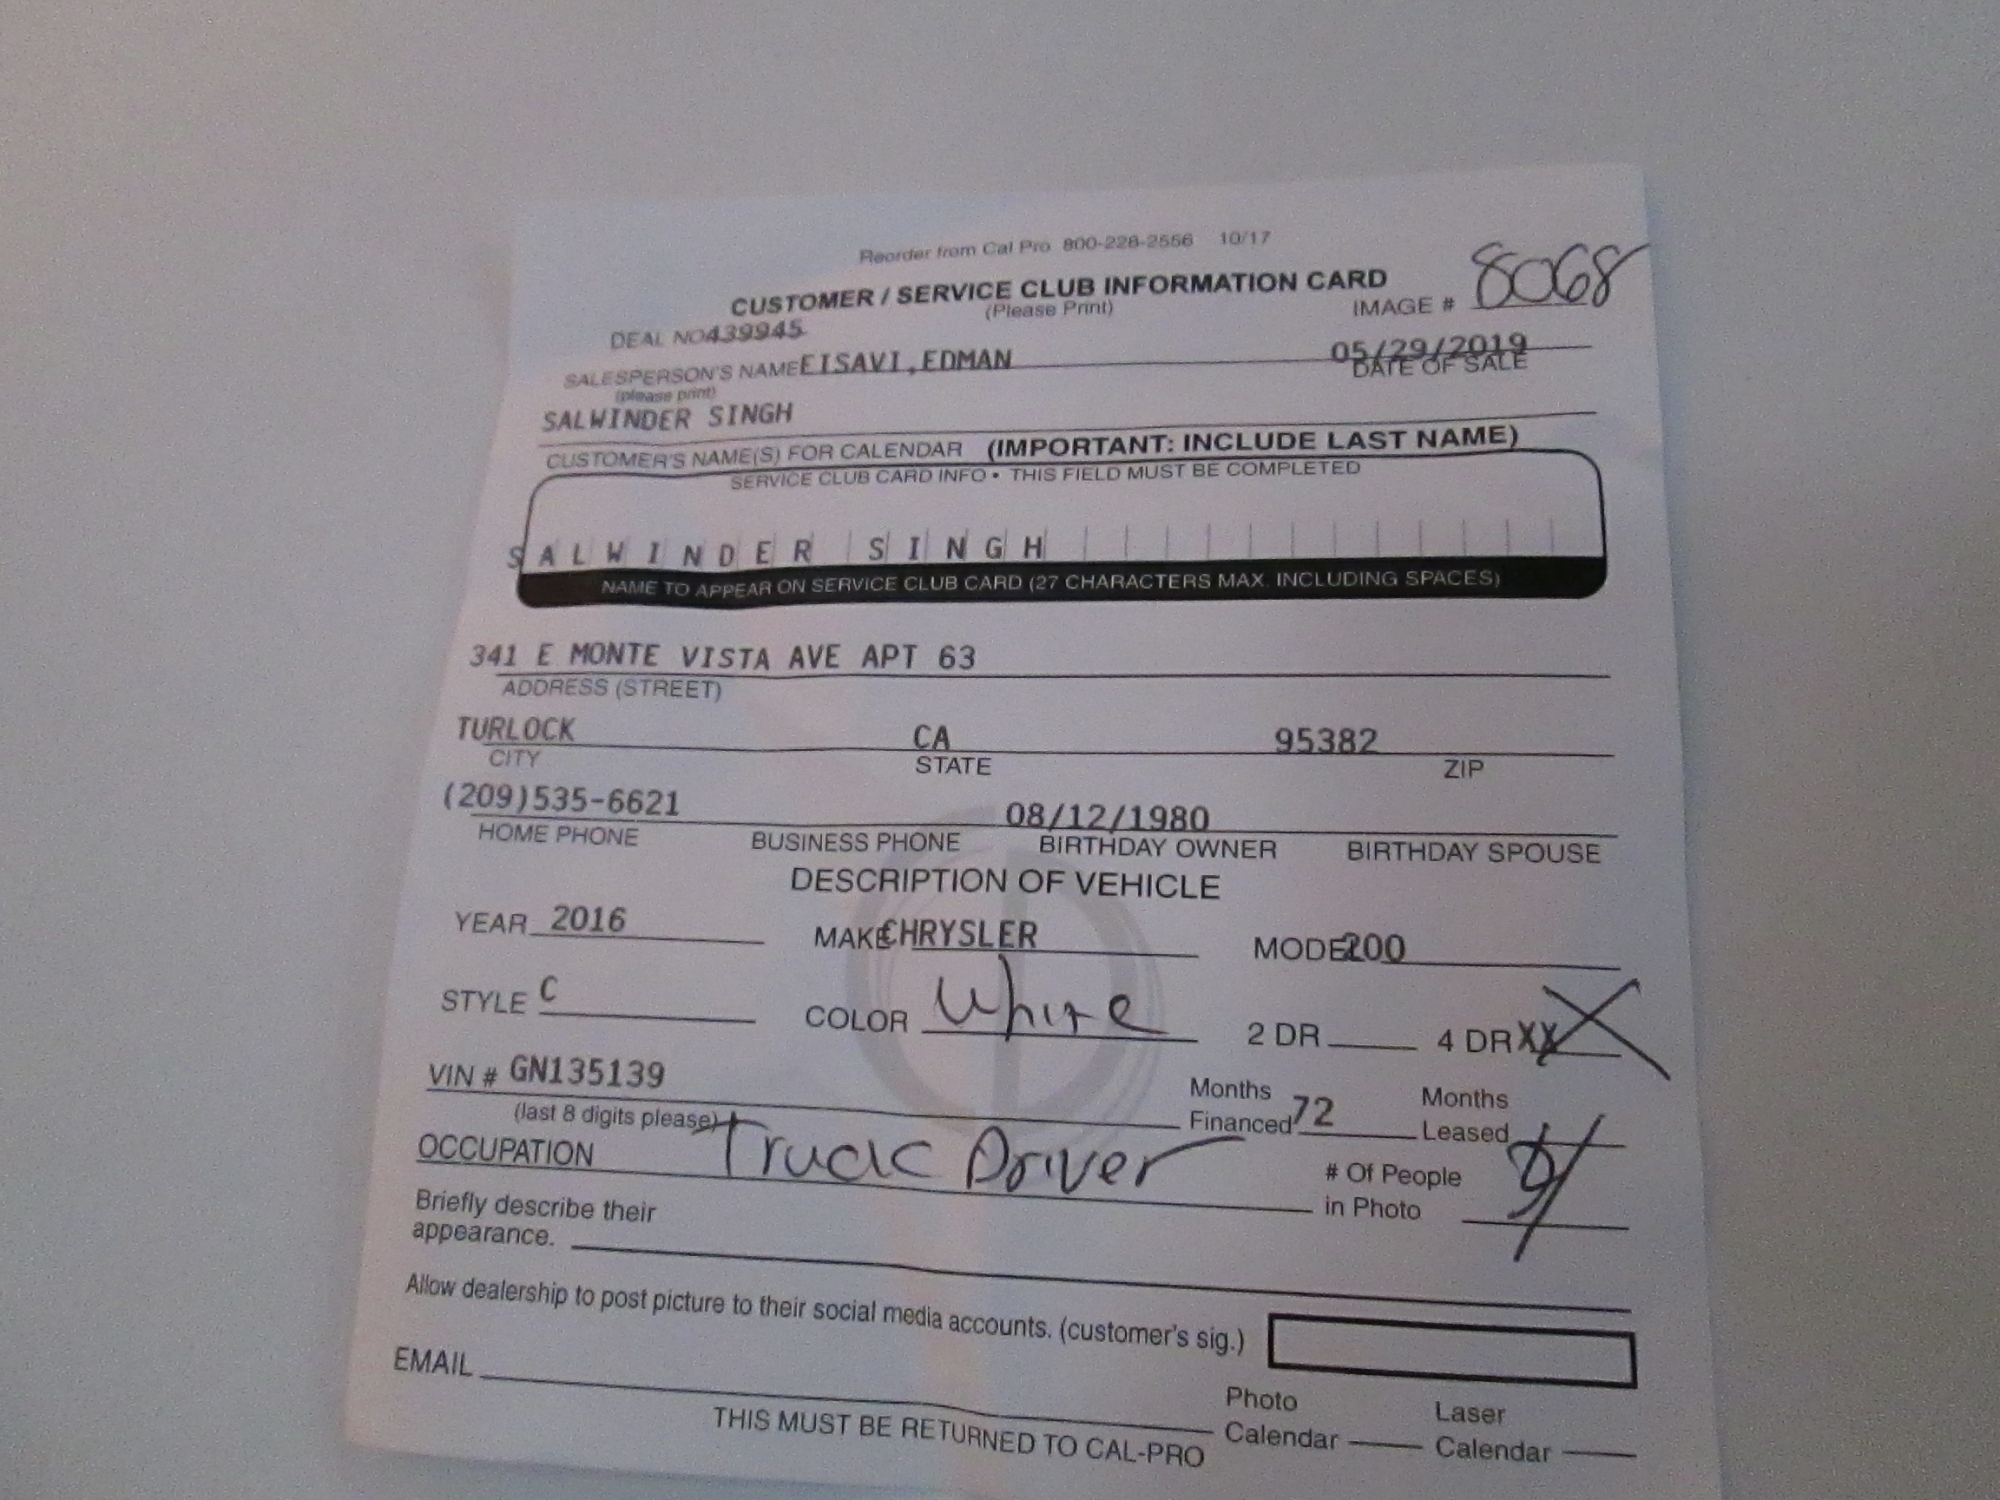 Reorder from Cal Pro 800-228-2556 10/17
CUSTOMER / SERVICE CLUB INFORMATION CARD
(Please Print)
IMAGE # 8068
DEAL NO439945
SALESPERSON'S NAMEEISAVI,EDMAN 05/29/2019
(please print) DATE OF SALE
SALWINDER SINGH
CUSTOMER'S NAME(S) FOR CALENDAR (IMPORTANT: INCLUDE LAST NAME)
SERVICE CLUB CARD INFO • THIS FIELD MUST BE COMPLETED
SALWINDER SINGH
NAME TO APPEAR ON SERVICE CLUB CARD (27 CHARACTERS MAX. INCLUDING SPACES)
341 E MONTE VISTA AVE APT 63
ADDRESS (STREET)
TURLOCK CA 95382
CITY STATE ZIP
(209)535-6621 08/12/1980
HOME PHONE BUSINESS PHONE BIRTHDAY OWNER BIRTHDAY SPOUSE
DESCRIPTION OF VEHICLE
YEAR 2016 MAKE CHRYSLER MODEL 200
STYLE C COLOR White 2 DR 4 DR XX X
VIN # GN135139 Months Financed 72 Months Leased
(last 8 digits please)
OCCUPATION Truck Driver # Of People in Photo
Briefly describe their
appearance.
Allow dealership to post picture to their social media accounts. (customer's sig.)
EMAIL
Photo Calendar Laser Calendar
THIS MUST BE RETURNED TO CAL-PRO